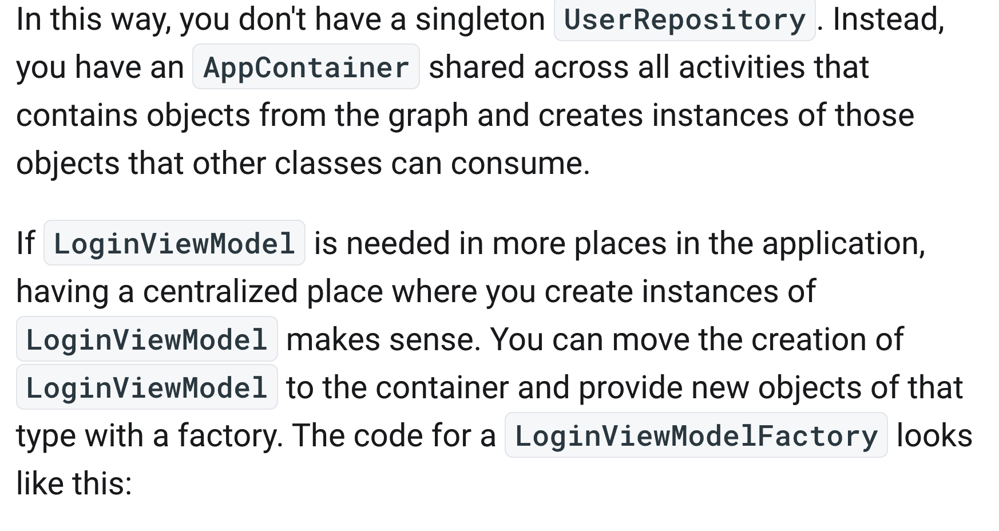 In this way, you don't have a singleton UserRepository. Instead,
you have an AppContainer shared across all activities that
contains objects from the graph and creates instances of those
objects that other classes can consume.
If LoginViewModel is needed in more places in the application,
having a centralized place where you create instances of
LoginViewModel makes sense. You can move the creation of
LoginViewModel to the container and provide new objects of that
type with a factory. The code for a LoginViewModelFactory looks
like this: